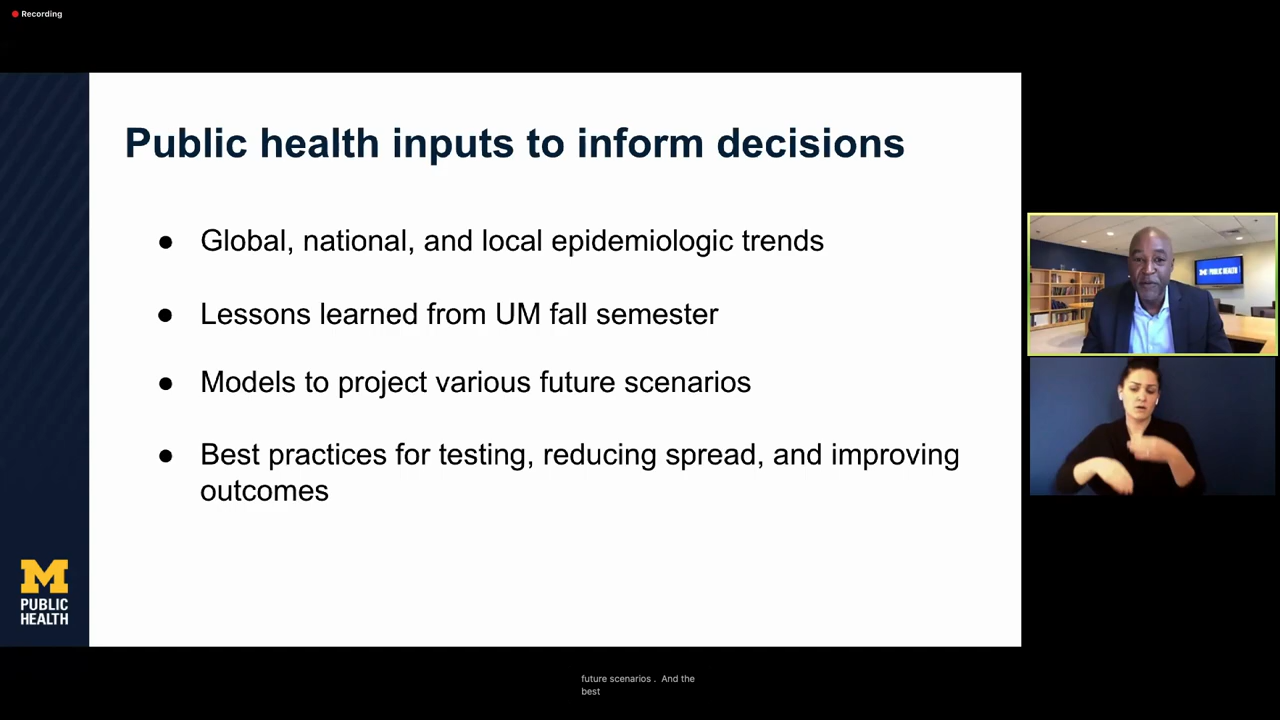 Recording
Public health inputs to inform decisions
● Global, national, and local epidemiologic trends
● Lessons learned from UM fall semester
● Models to project various future scenarios
● Best practices for testing, reducing spread, and improving
outcomes
M
PUBLIC
HEALTH
M PUBLIC HEALTH
future scenarios . And the
best